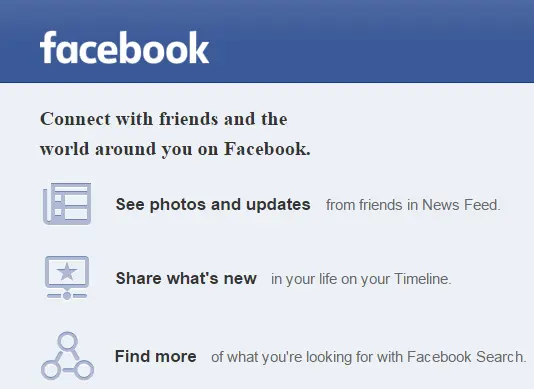 facebook
Connect with friends and the
world around you on Facebook.
See photos and updates from friends in News Feed.
Share what's new in your life on your Timeline.
Find more of what you're looking for with Facebook Search.